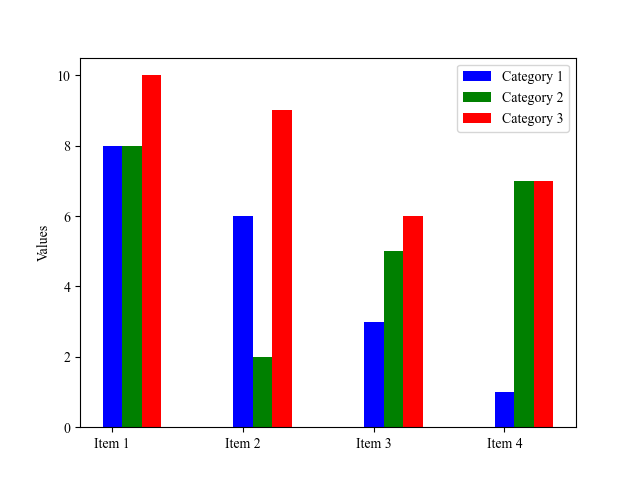 Category 1
Category 2
Category 3
Values
10
8
6
4
2
0
Item 1 Item 2 Item 3 Item 4